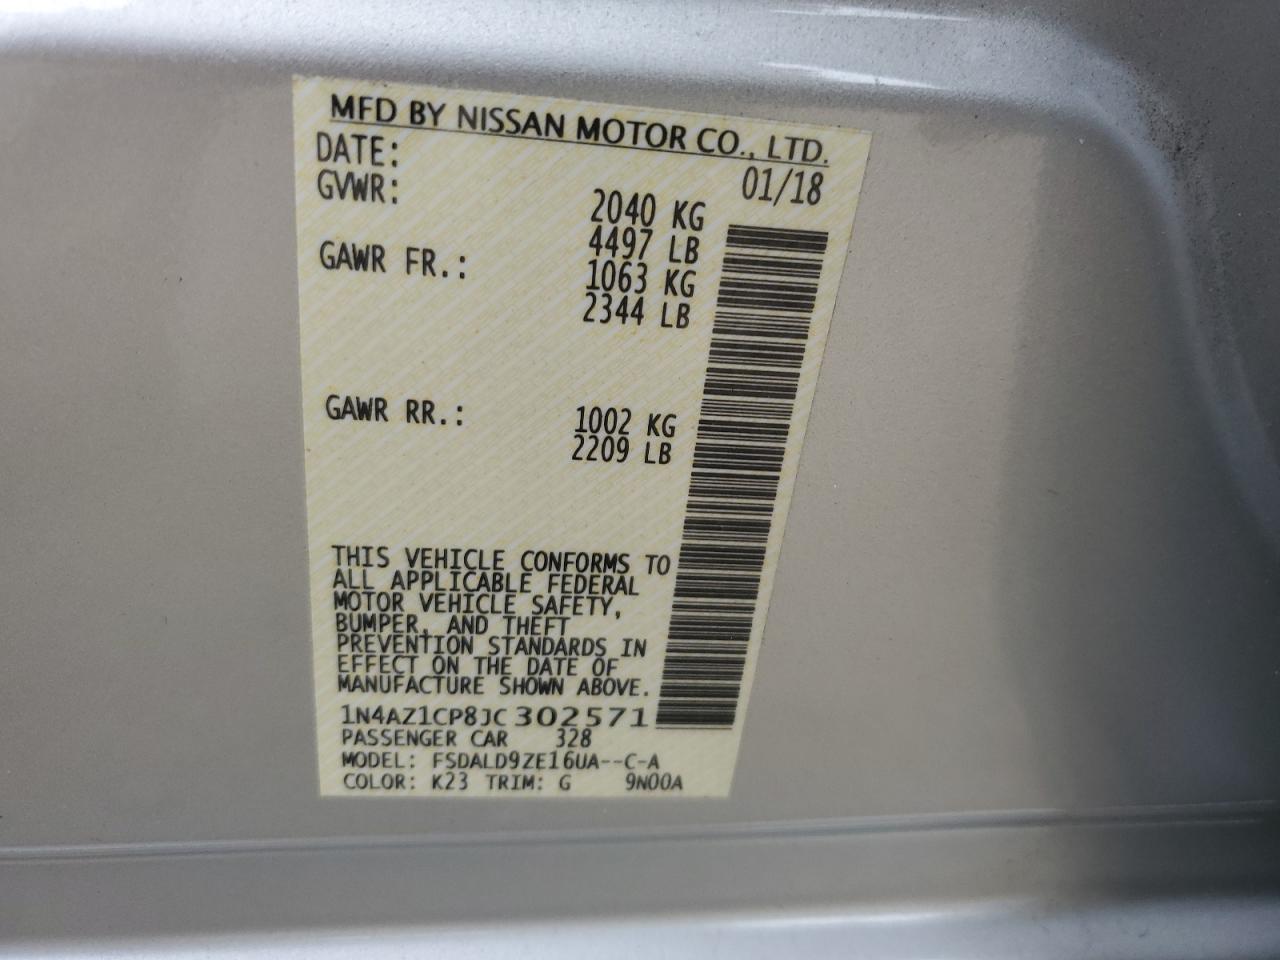 MFD BY NISSAN MOTOR CO., LTD.
DATE: 01/18
GVWR: 2040 KG
4497 LB
GAWR FR.: 1063 KG
2344 LB
GAWR RR.: 1002 KG
2209 LB
THIS VEHICLE CONFORMS TO
ALL APPLICABLE FEDERAL
MOTOR VEHICLE SAFETY,
BUMPER, AND THEFT
PREVENTION STANDARDS IN
EFFECT ON THE DATE OF
MANUFACTURE SHOWN ABOVE.
1N4AZ1CP8JC302571
PASSENGER CAR 328
MODEL: FSDALD9ZE16UA--C-A
COLOR: K23 TRIM: G 9N00A